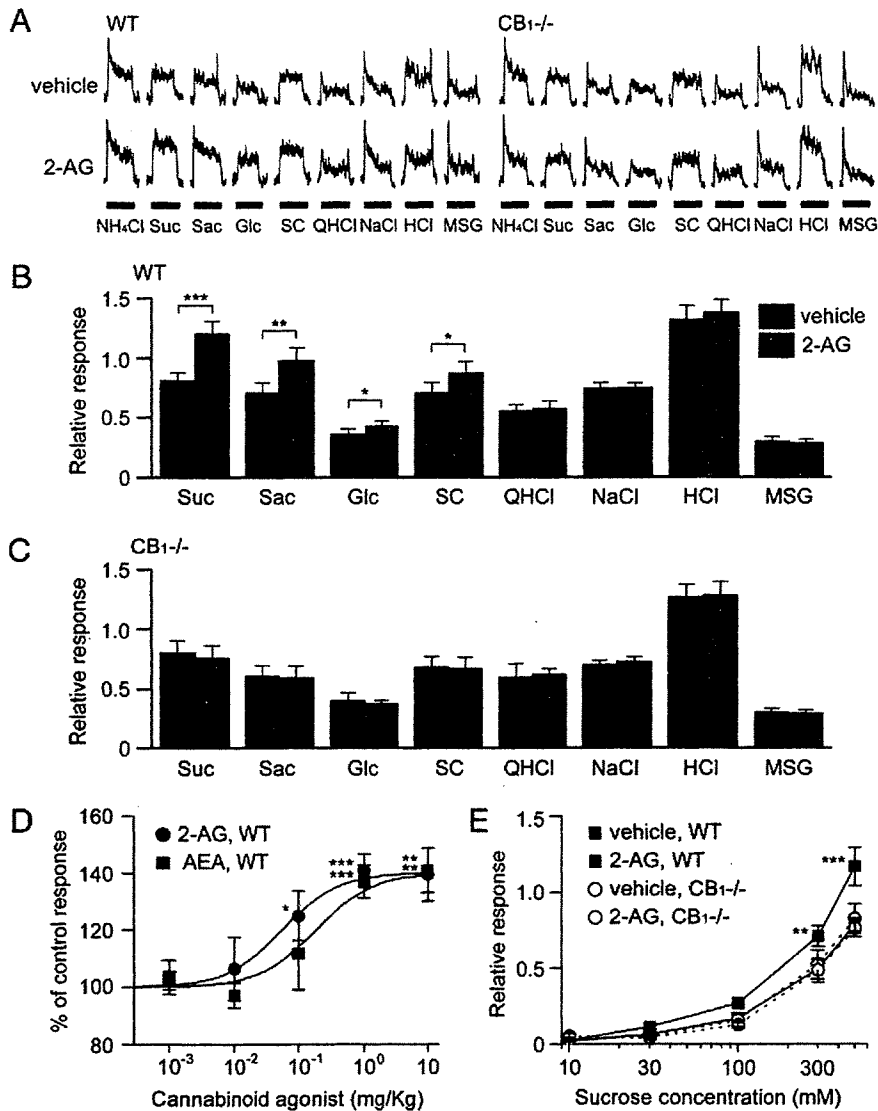 A
WT
CB1-/-
vehicle
2-AG
NH4Cl Suc Sac Glc SC QHCl NaCl HCl MSG
NH4Cl Suc Sac Glc SC QHCl NaCl HCl MSG
B
WT
Relative response
1.5
1.0
0.5
0
***
**
*
*
vehicle
2-AG
Suc Sac Glc SC QHCl NaCl HCl MSG
C
CB1-/-
Relative response
1.5
1.0
0.5
0
Suc Sac Glc SC QHCl NaCl HCl MSG
D
% of control response
160
140
120
100
80
2-AG, WT
AEA, WT
*
***
***
**
**
10-3 10-2 10-1 100 10
Cannabinoid agonist (mg/Kg)
E
Relative response
1.5
1.0
0.5
0
vehicle, WT
2-AG, WT
vehicle, CB1-/-
2-AG, CB1-/-
**
***
10 30 100 300
Sucrose concentration (mM)